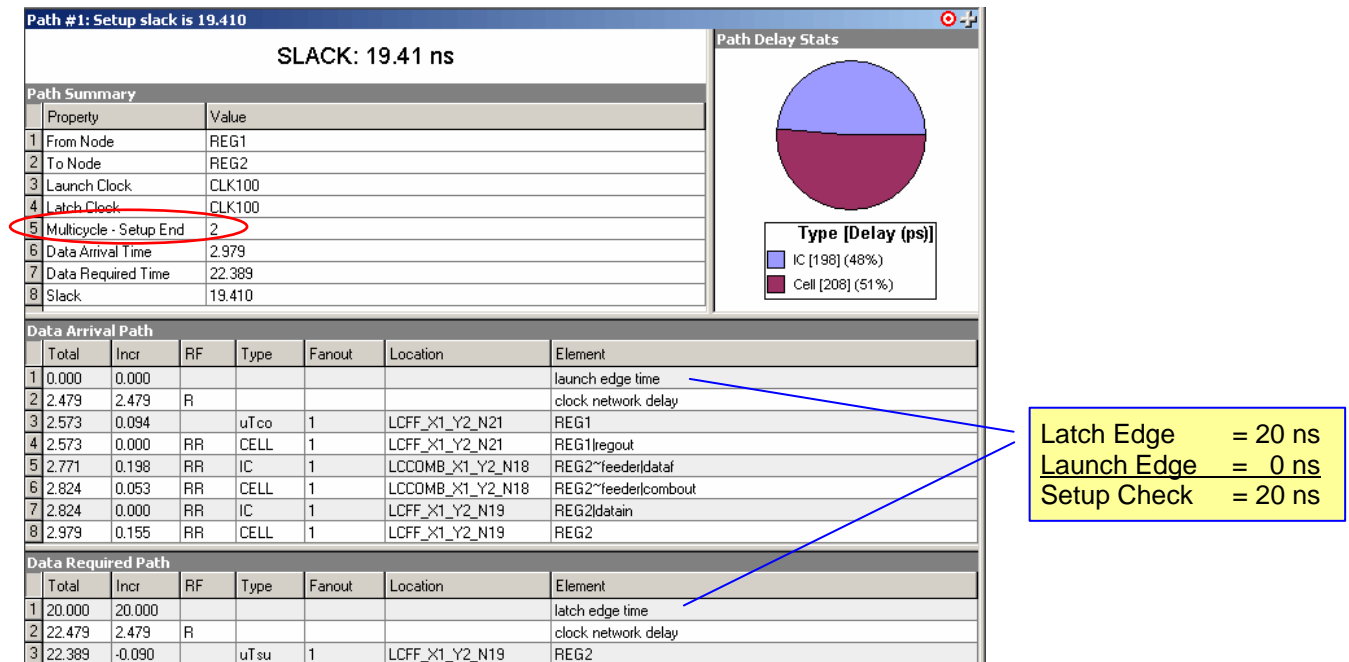 Path #1: Setup slack is 19.410
SLACK: 19.41 ns
Path Summary
Property Value
1 From Node REG1
2 To Node REG2
3 Launch Clock CLK100
4 Latch Clock CLK100
5 Multicycle - Setup End 2
6 Data Arrival Time 2.979
7 Data Required Time 22.389
8 Slack 19.410
Path Delay Stats
Type [Delay (ps)]
IC [198] (48%)
Cell [208] (51%)
Data Arrival Path
Total Incr RF Type Fanout Location Element
1 0.000 0.000 launch edge time
2 2.479 2.479 R clock network delay
3 2.573 0.094 uTco 1 LCFF_X1_Y2_N21 REG1
4 2.573 0.000 RR CELL 1 LCFF_X1_Y2_N21 REG1|regout
5 2.771 0.198 RR IC 1 LCCOMB_X1_Y2_N18 REG2~feeder|dataf
6 2.824 0.053 RR CELL 1 LCCOMB_X1_Y2_N18 REG2~feeder|combout
7 2.824 0.000 RR IC 1 LCFF_X1_Y2_N19 REG2|datain
8 2.979 0.155 RR CELL 1 LCFF_X1_Y2_N19 REG2
Data Required Path
Total Incr RF Type Fanout Location Element
1 20.000 20.000 latch edge time
2 22.479 2.479 R clock network delay
3 22.389 -0.090 uTsu 1 LCFF_X1_Y2_N19 REG2
Latch Edge = 20 ns
Launch Edge = 0 ns
Setup Check = 20 ns